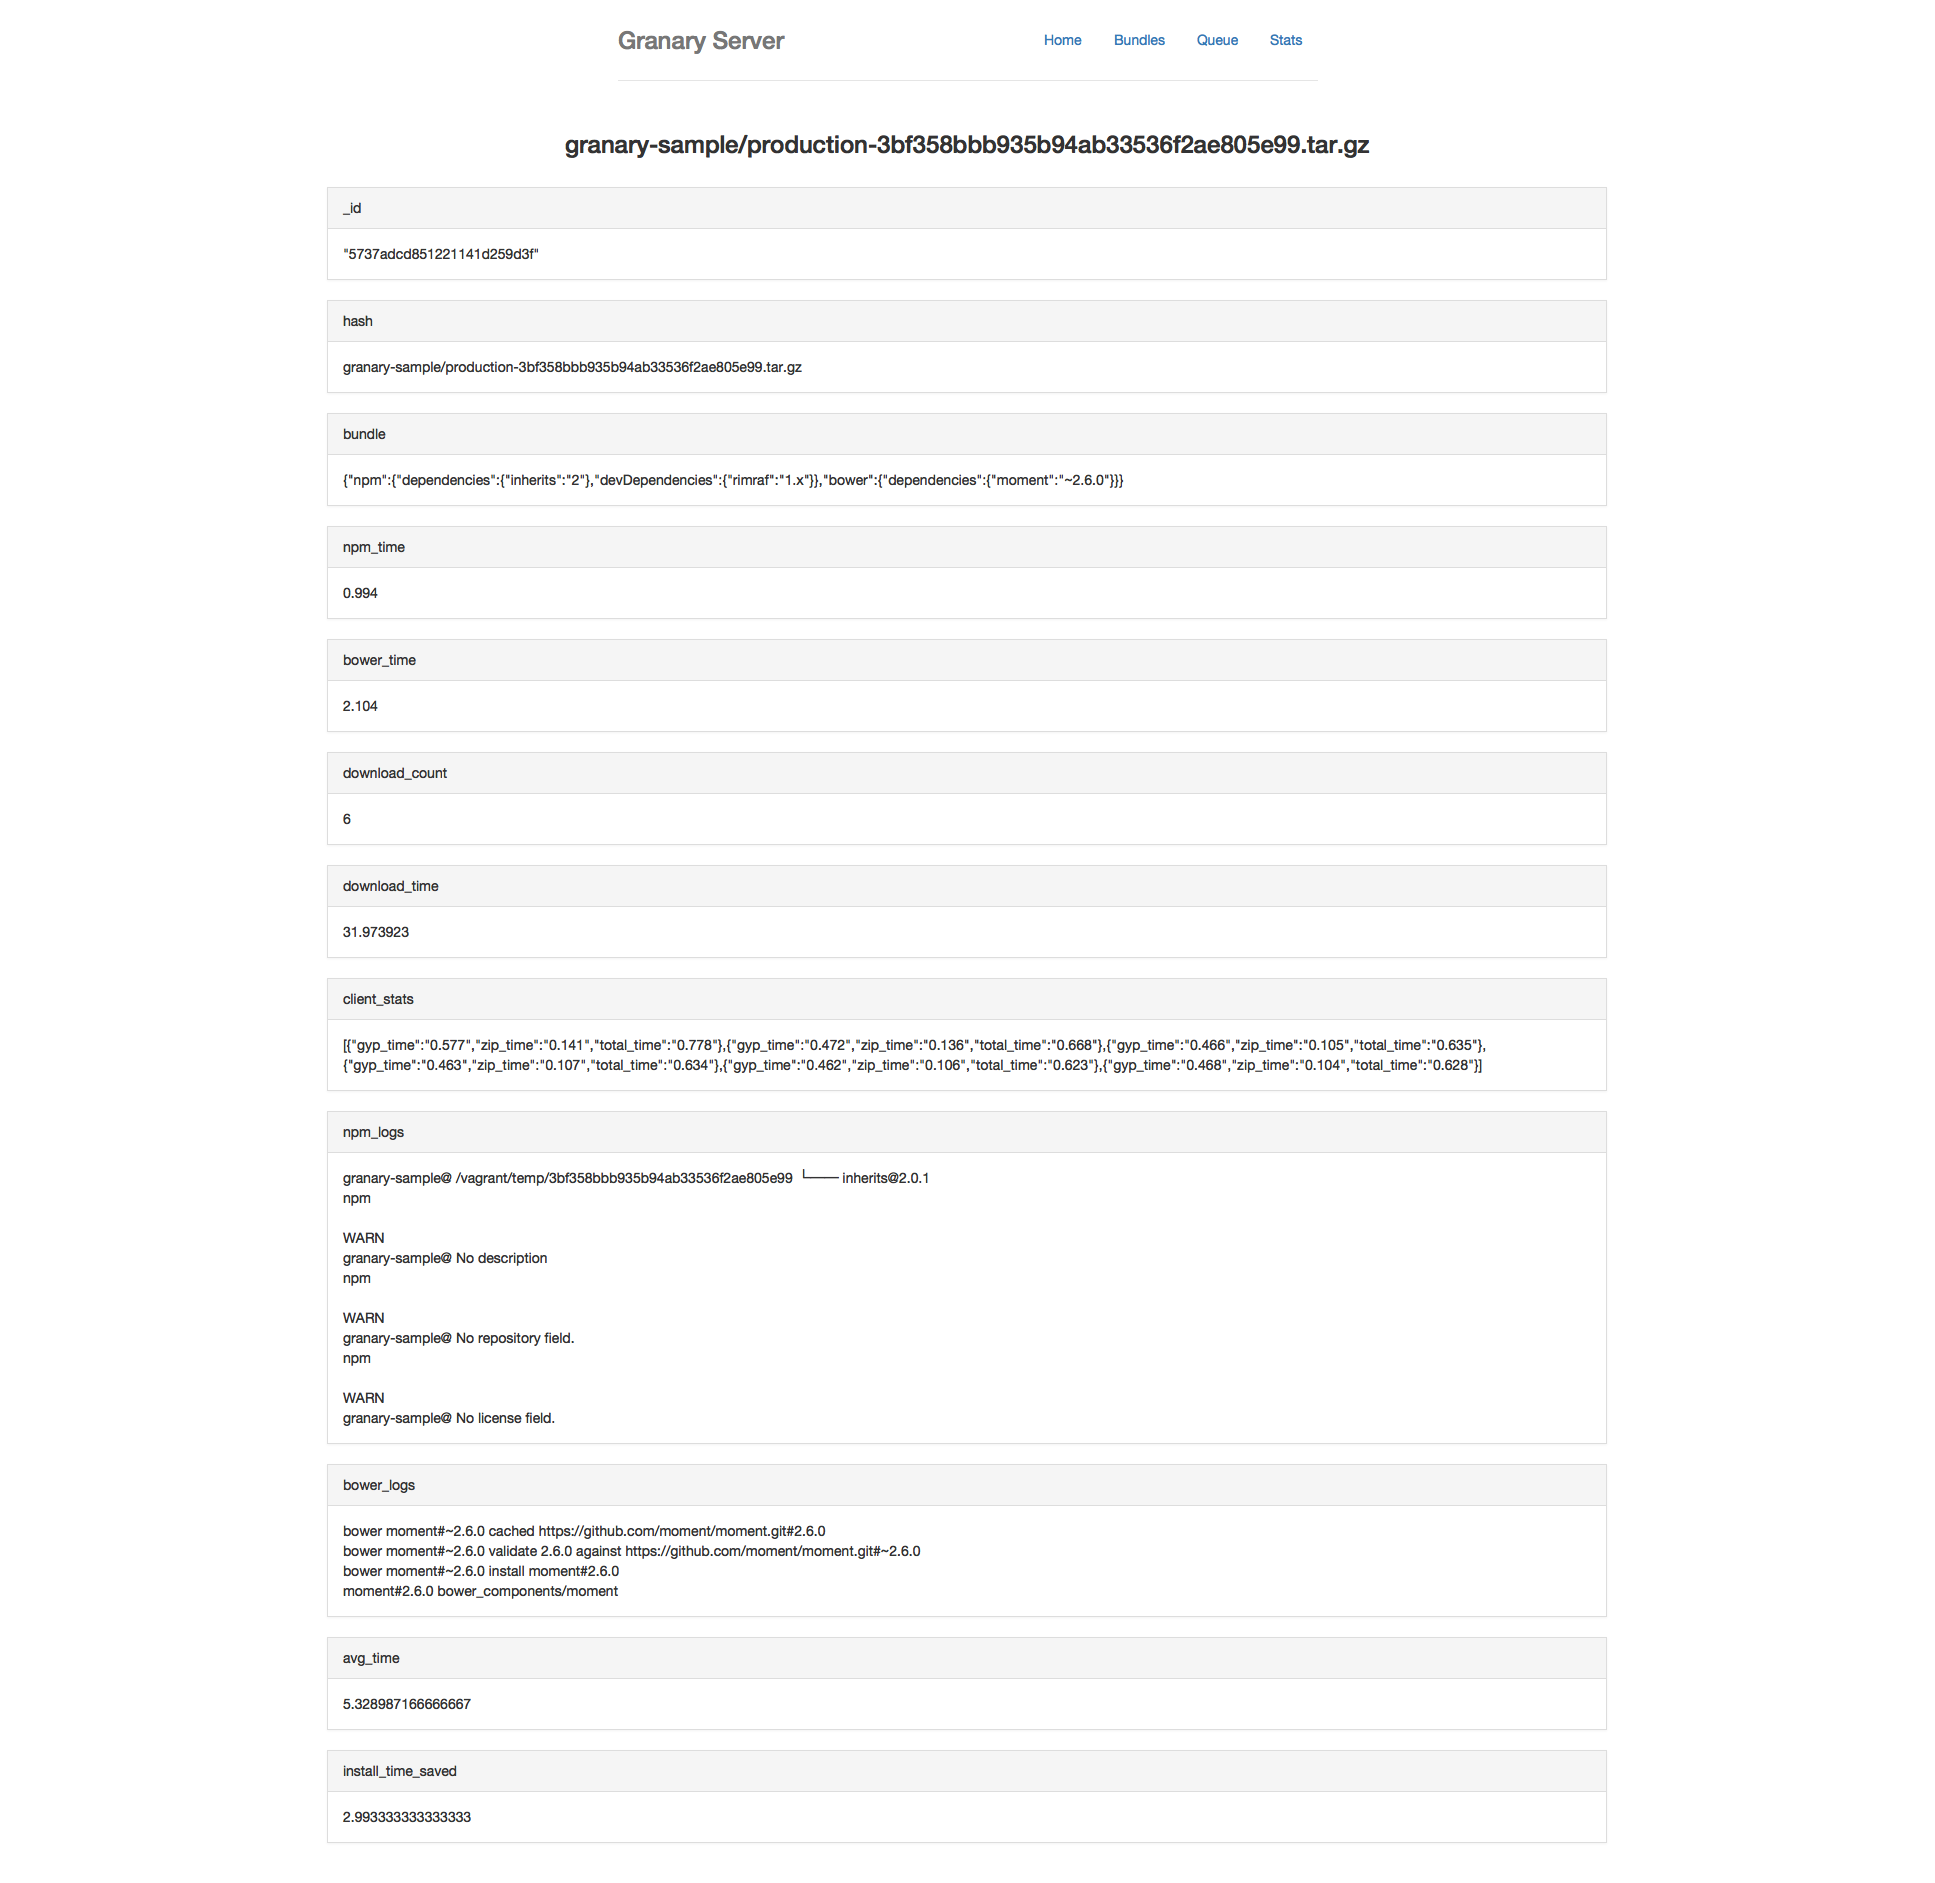 Granary Server
Home Bundles Queue Stats
granary-sample/production-3bf358bbb935b94ab33536f2ae805e99.tar.gz
_id
"5737adcd851221141d259d3f"
hash
granary-sample/production-3bf358bbb935b94ab33536f2ae805e99.tar.gz
bundle
{"npm":{"dependencies":{"inherits":"2"},"devDependencies":{"rimraf":"1.x"}},"bower":{"dependencies":{"moment":"~2.6.0"}}}
npm_time
0.994
bower_time
2.104
download_count
6
download_time
31.973923
client_stats
[{"gyp_time":"0.577","zip_time":"0.141","total_time":"0.778"},{"gyp_time":"0.472","zip_time":"0.136","total_time":"0.668"},{"gyp_time":"0.466","zip_time":"0.105","total_time":"0.635"},
{"gyp_time":"0.463","zip_time":"0.107","total_time":"0.634"},{"gyp_time":"0.462","zip_time":"0.106","total_time":"0.623"},{"gyp_time":"0.468","zip_time":"0.104","total_time":"0.628"}]
npm_logs
granary-sample@ /vagrant/temp/3bf358bbb935b94ab33536f2ae805e99 └── inherits@2.0.1
npm
WARN
granary-sample@ No description
npm
WARN
granary-sample@ No repository field.
npm
WARN
granary-sample@ No license field.
bower_logs
bower moment#~2.6.0 cached https://github.com/moment/moment.git#2.6.0
bower moment#~2.6.0 validate 2.6.0 against https://github.com/moment/moment.git#~2.6.0
bower moment#~2.6.0 install moment#2.6.0
moment#2.6.0 bower_components/moment
avg_time
5.328987166666667
install_time_saved
2.993333333333333